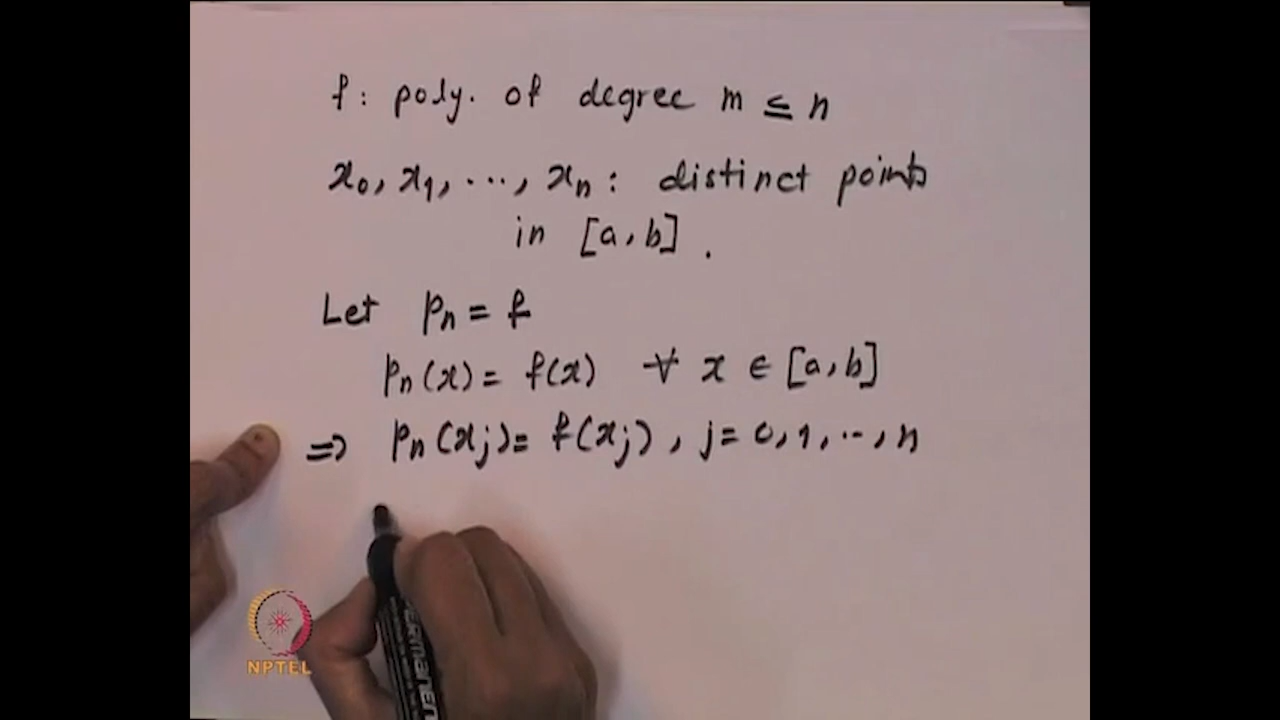 f: poly. of degree m ≤ n
x₀, x₁, ..., xₙ : distinct points
in [a, b].
Let pₙ = f
pₙ(x) = f(x) ∀ x ∈ [a, b]
⇒ pₙ(xⱼ) = f(xⱼ), j = 0, 1, .., n
NPTEL